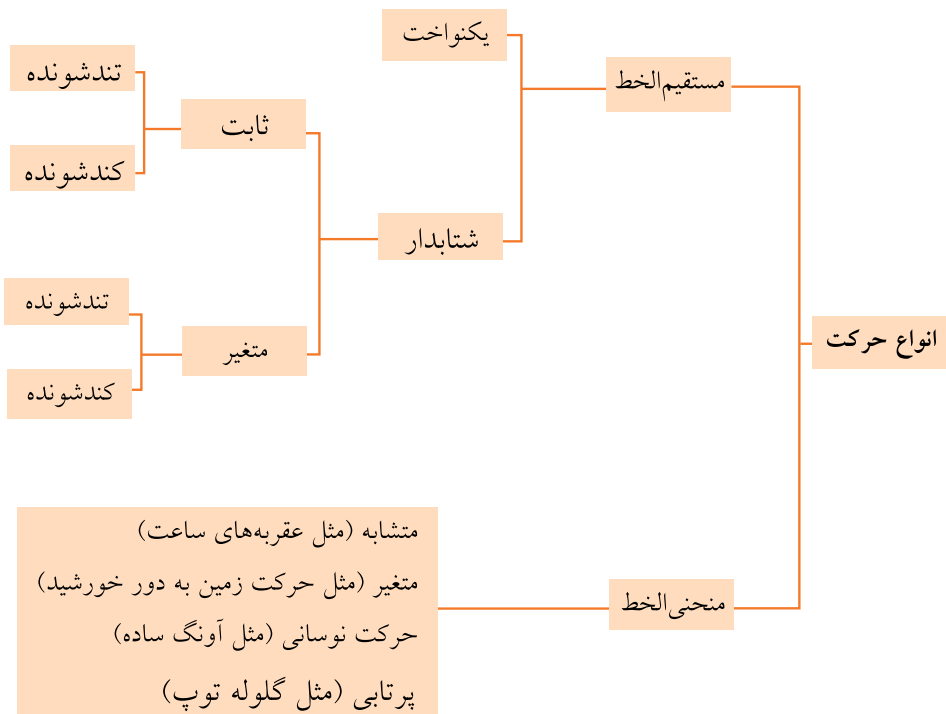 انواع حرکت
مستقیم‌الخط
یکنواخت
شتابدار
ثابت
تندشونده
کندشونده
متغیر
تندشونده
کندشونده
منحنی‌الخط
متشابه (مثل عقربه‌های ساعت)
متغیر (مثل حرکت زمین به دور خورشید)
حرکت نوسانی (مثل آونگ ساده)
پرتابی (مثل گلوله توپ)